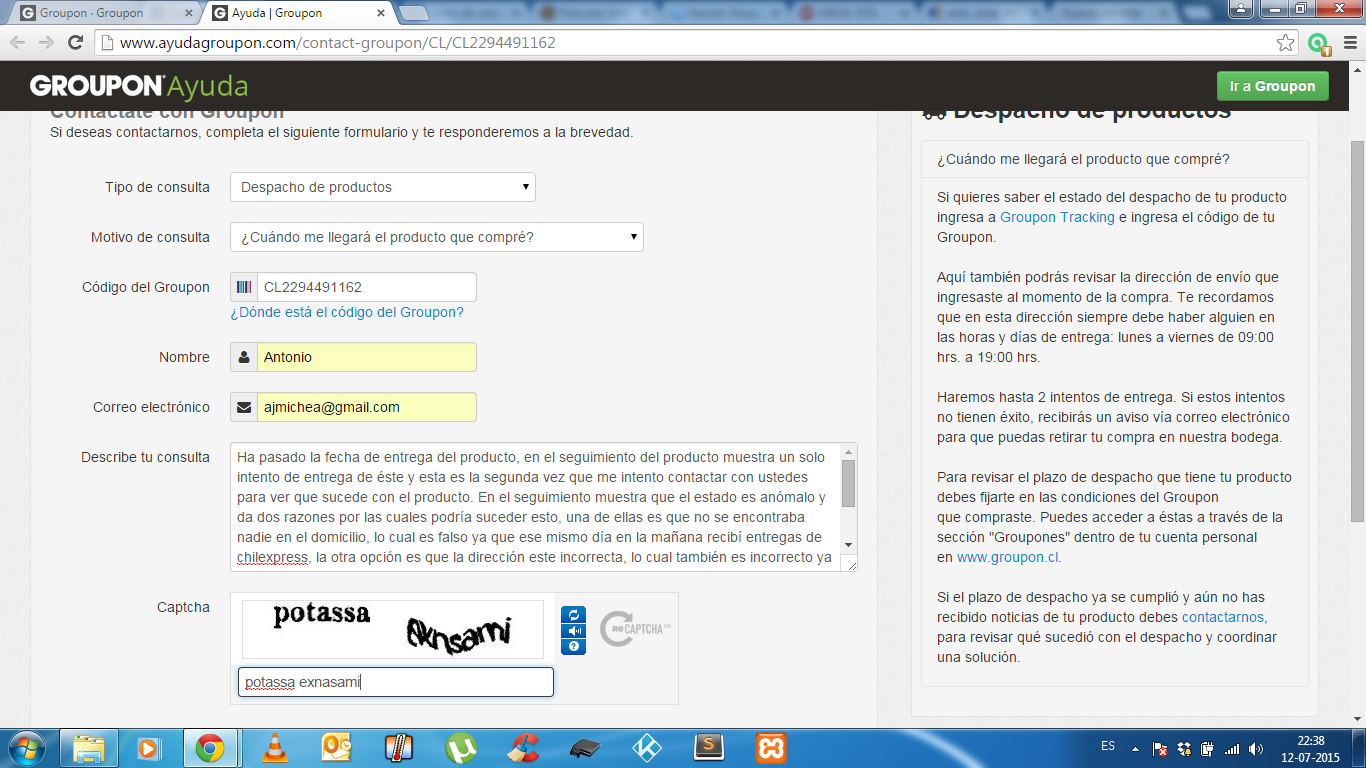 Groupon - Groupon
Ayuda | Groupon
www.ayudagroupon.com/contact-groupon/CL/CL2294491162
1
GROUPON Ayuda
Ir a Groupon
Contáctate con Groupon
Si deseas contactarnos, completa el siguiente formulario y te responderemos a la brevedad.
Tipo de consulta
Despacho de productos
Motivo de consulta
¿Cuándo me llegará el producto que compré?
Código del Groupon
CL2294491162
¿Dónde está el código del Groupon?
Nombre
Antonio
Correo electrónico
ajmichea@gmail.com
Describe tu consulta
Ha pasado la fecha de entrega del producto, en el seguimiento del producto muestra un solo
intento de entrega de éste y esta es la segunda vez que me intento contactar con ustedes
para ver que sucede con el producto. En el seguimiento muestra que el estado es anómalo y
da dos razones por las cuales podría suceder esto, una de ellas es que no se encontraba
nadie en el domicilio, lo cual es falso ya que ese mismo día en la mañana recibí entregas de
chilexpress, la otra opción es que la dirección este incorrecta, lo cual también es incorrecto ya
Captcha
potassa
reCAPTCHA™
potassa exnasami
Despacho de productos
¿Cuándo me llegará el producto que compré?
Si quieres saber el estado del despacho de tu producto
ingresa a Groupon Tracking e ingresa el código de tu
Groupon.
Aquí también podrás revisar la dirección de envío que
ingresaste al momento de la compra. Te recordamos
que en esta dirección siempre debe haber alguien en
las horas y días de entrega: lunes a viernes de 09:00
hrs. a 19:00 hrs.
Haremos hasta 2 intentos de entrega. Si estos intentos
no tienen éxito, recibirás un aviso vía correo electrónico
para que puedas retirar tu compra en nuestra bodega.
Para revisar el plazo de despacho que tiene tu producto
debes fijarte en las condiciones del Groupon
que compraste. Puedes acceder a éstas a través de la
sección "Groupones" dentro de tu cuenta personal
en www.groupon.cl.
Si el plazo de despacho ya se cumplió y aún no has
recibido noticias de tu producto debes contactarnos,
para revisar qué sucedió con el despacho y coordinar
una solución.
ES
22:38
12-07-2015